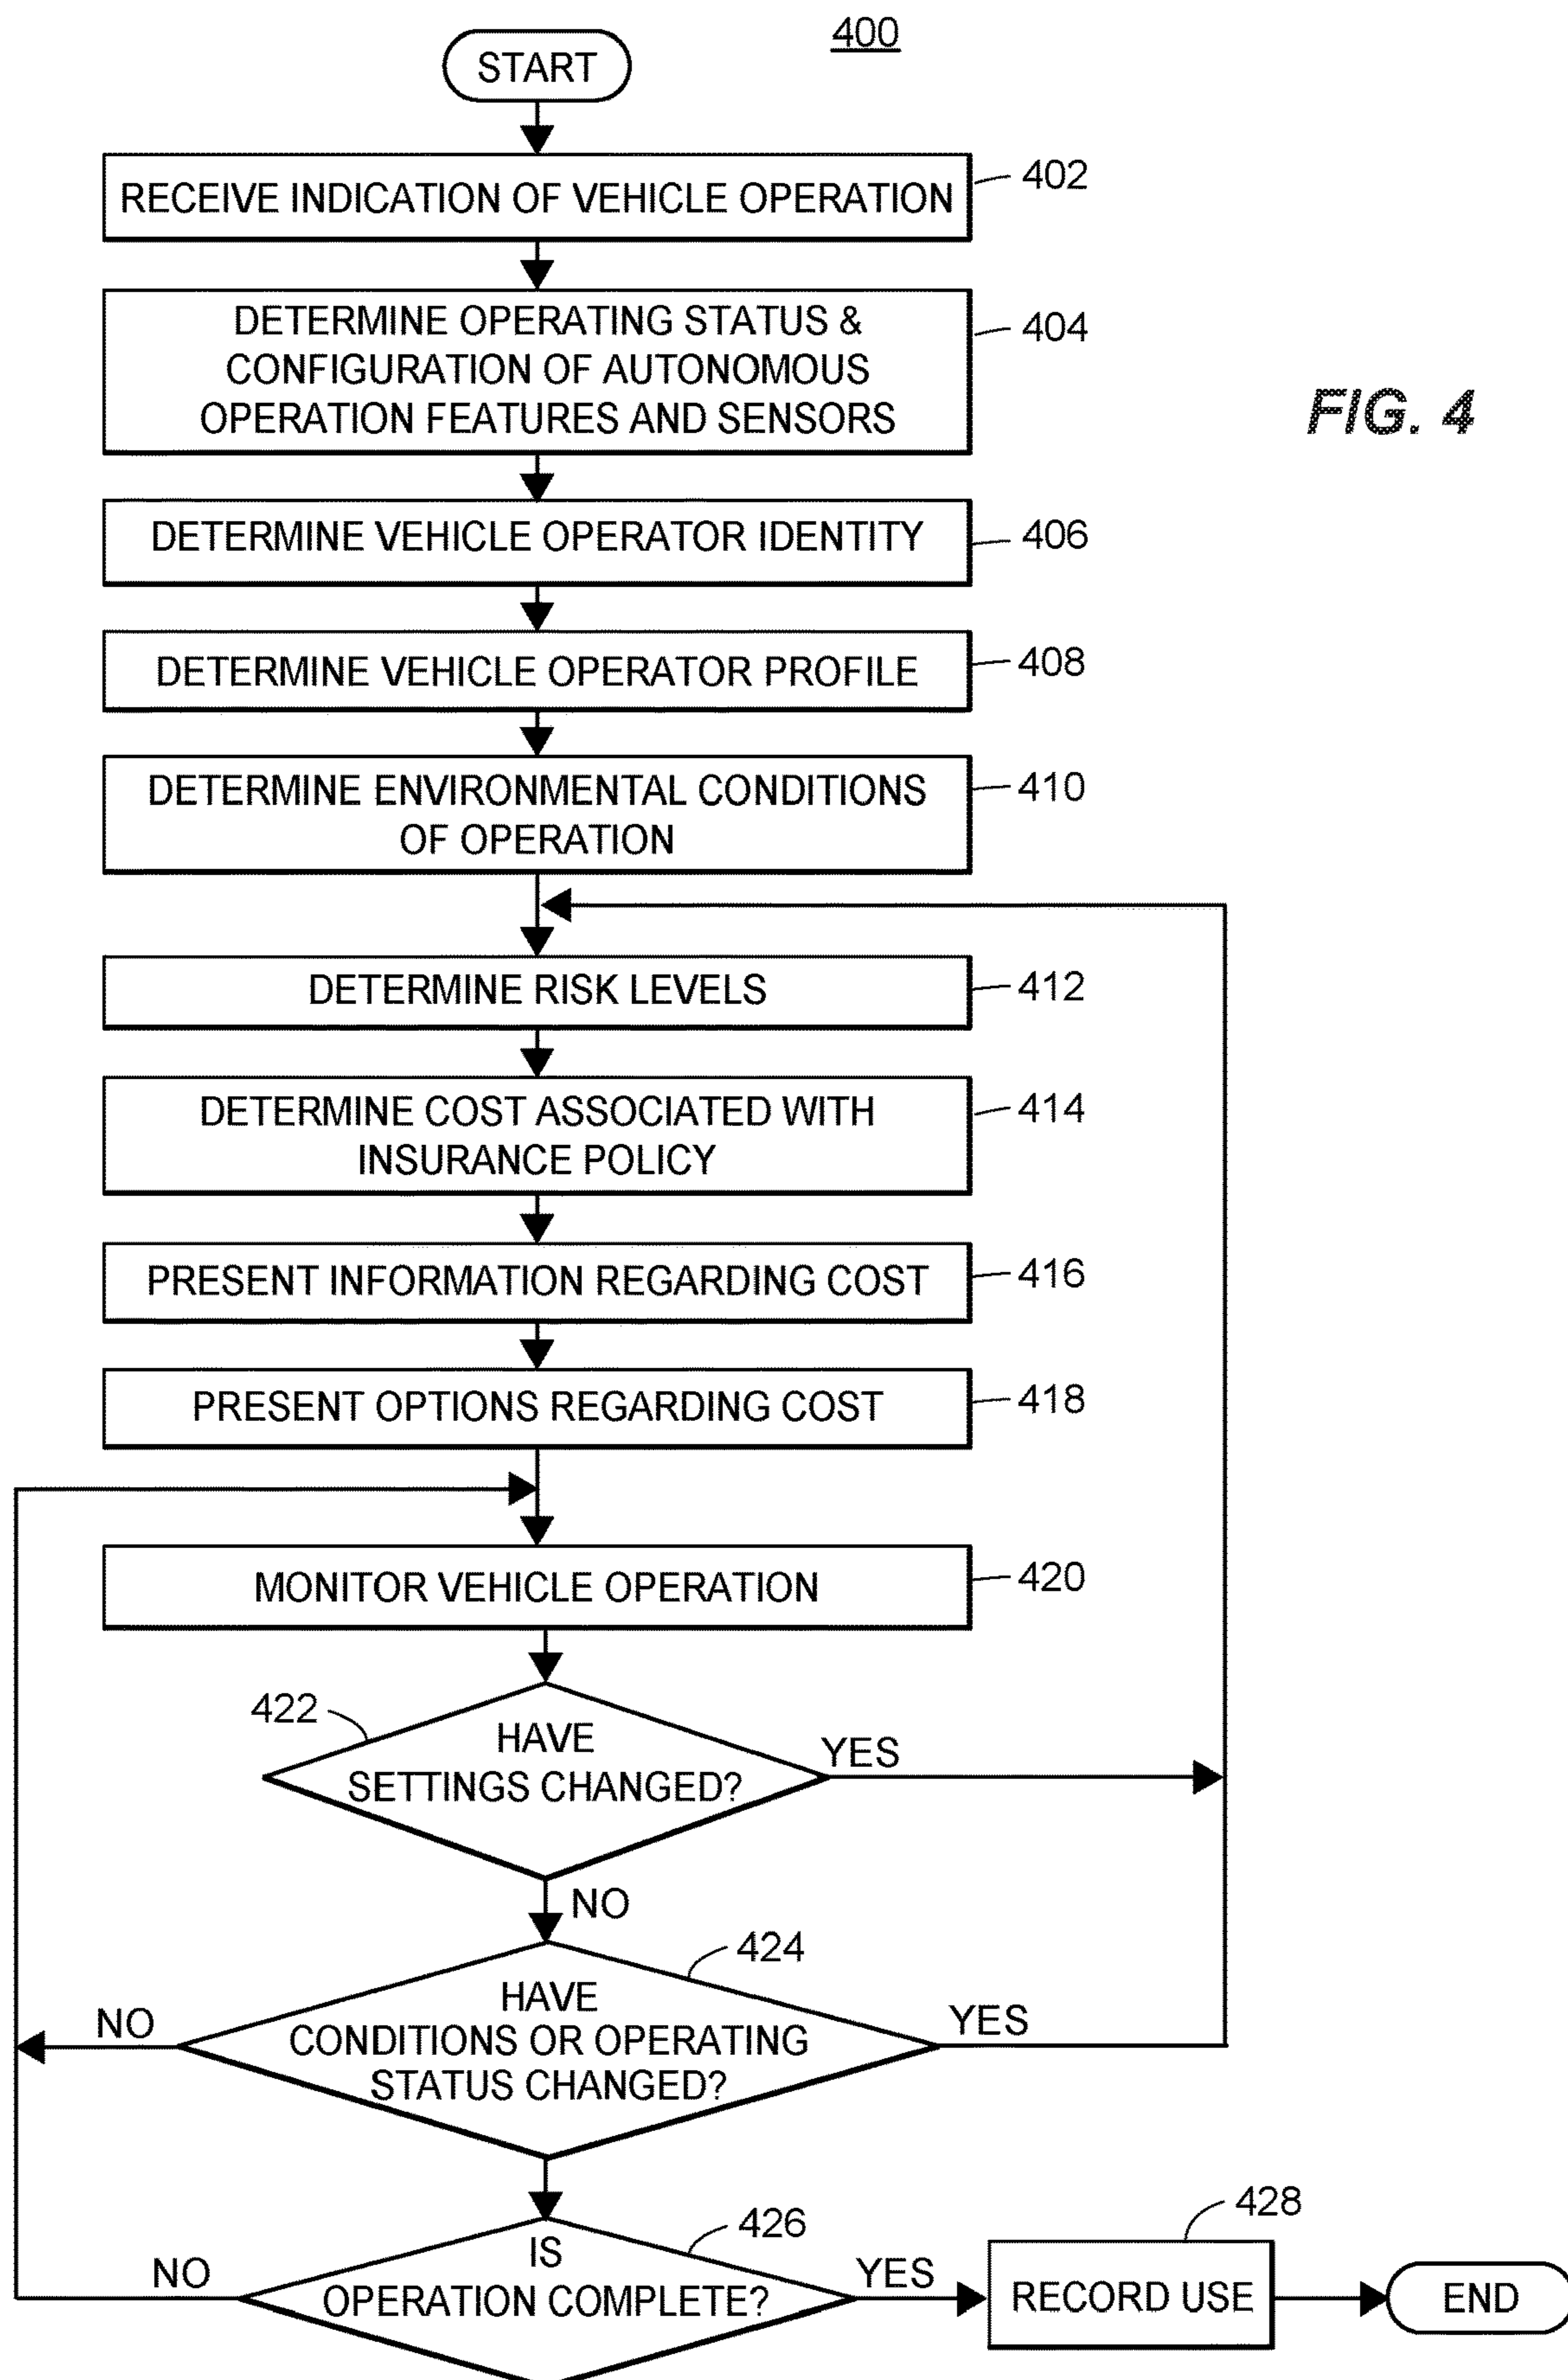 400
START
RECEIVE INDICATION OF VEHICLE OPERATION
402
DETERMINE OPERATING STATUS &
CONFIGURATION OF AUTONOMOUS
OPERATION FEATURES AND SENSORS
404
FIG. 4
DETERMINE VEHICLE OPERATOR IDENTITY
406
DETERMINE VEHICLE OPERATOR PROFILE
408
DETERMINE ENVIRONMENTAL CONDITIONS
OF OPERATION
410
DETERMINE RISK LEVELS
412
DETERMINE COST ASSOCIATED WITH
INSURANCE POLICY
414
PRESENT INFORMATION REGARDING COST
416
PRESENT OPTIONS REGARDING COST
418
MONITOR VEHICLE OPERATION
420
422
HAVE
SETTINGS CHANGED?
YES
NO
424
HAVE
CONDITIONS OR OPERATING
STATUS CHANGED?
NO
YES
426
IS
OPERATION COMPLETE?
NO
YES
428
RECORD USE
END